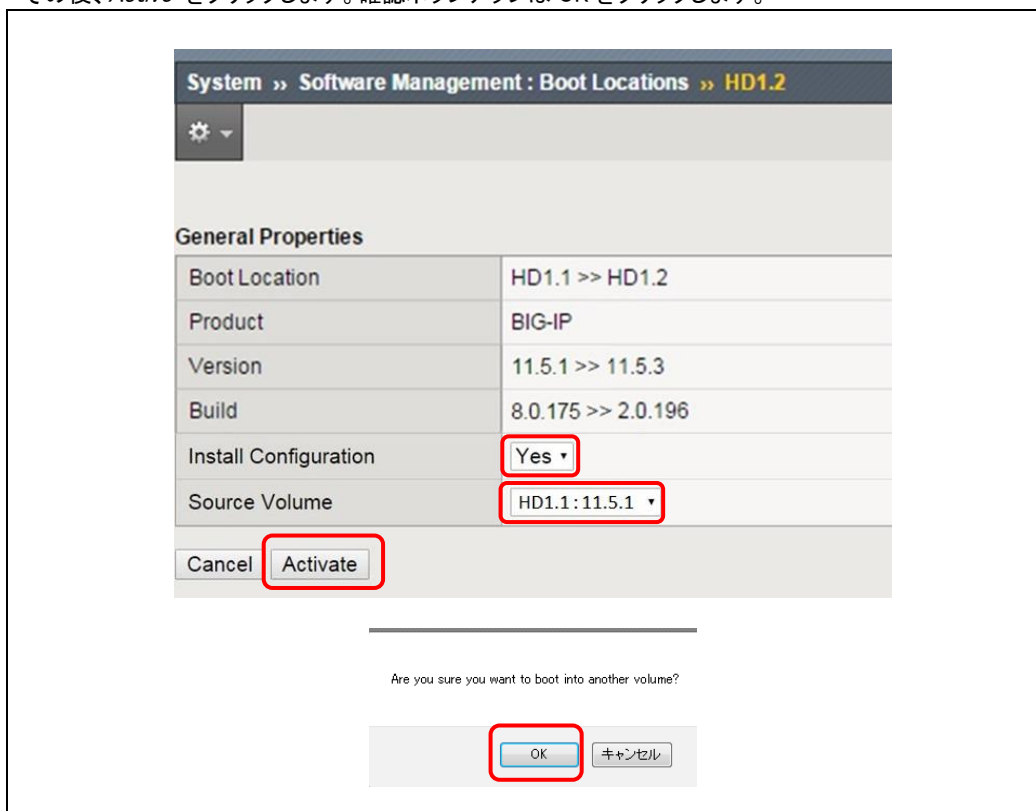 System » Software Management : Boot Locations » HD1.2
General Properties
Boot Location HD1.1 >> HD1.2
Product BIG-IP
Version 11.5.1 >> 11.5.3
Build 8.0.175 >> 2.0.196
Install Configuration Yes
Source Volume HD1.1 : 11.5.1
Cancel Activate
Are you sure you want to boot into another volume?
OK キャンセル